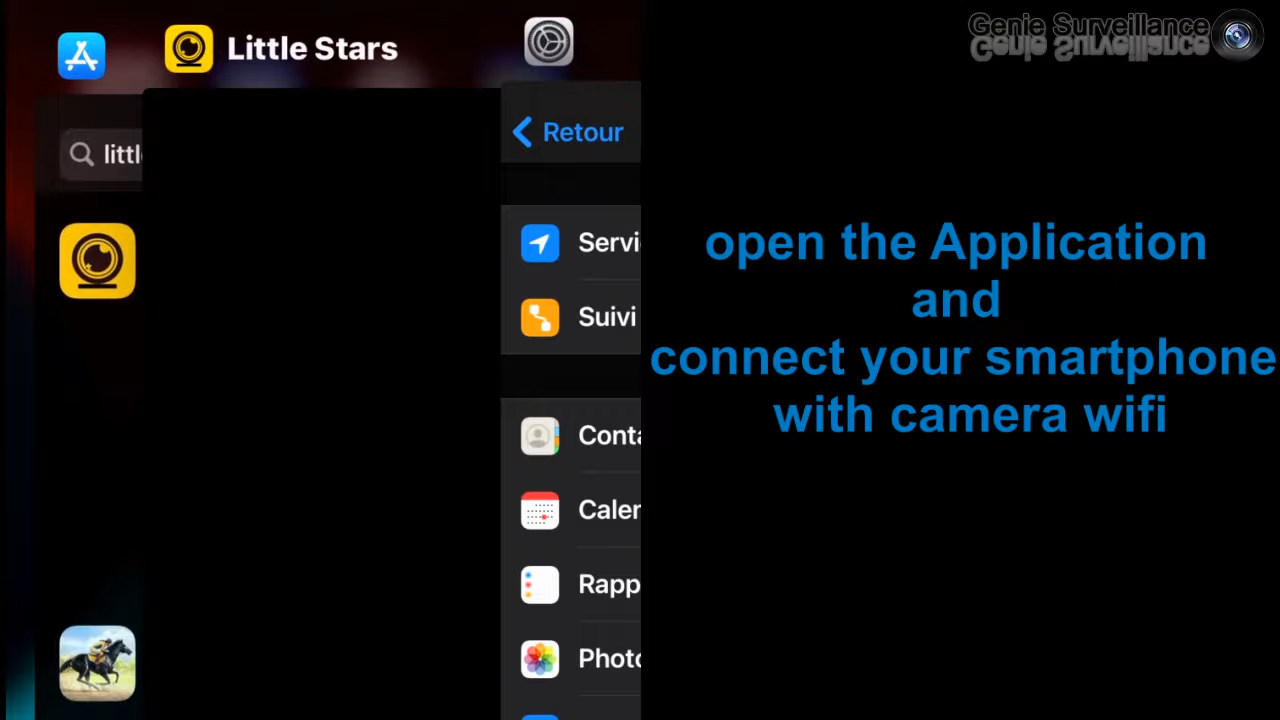 Little Stars
littl
Retour
Servi
Suivi
Conta
Caler
Rapp
Photo
Genie Surveillance
open the Application
and
connect your smartphone
with camera wifi